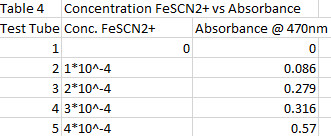 Table 4 Concentration FeSCN2+ vs Absorbance
Test Tube Conc. FeSCN2+ Absorbance @ 470nm
1 0 0
2 1*10^-4 0.086
3 2*10^-4 0.279
4 3*10^-4 0.316
5 4*10^-4 0.57